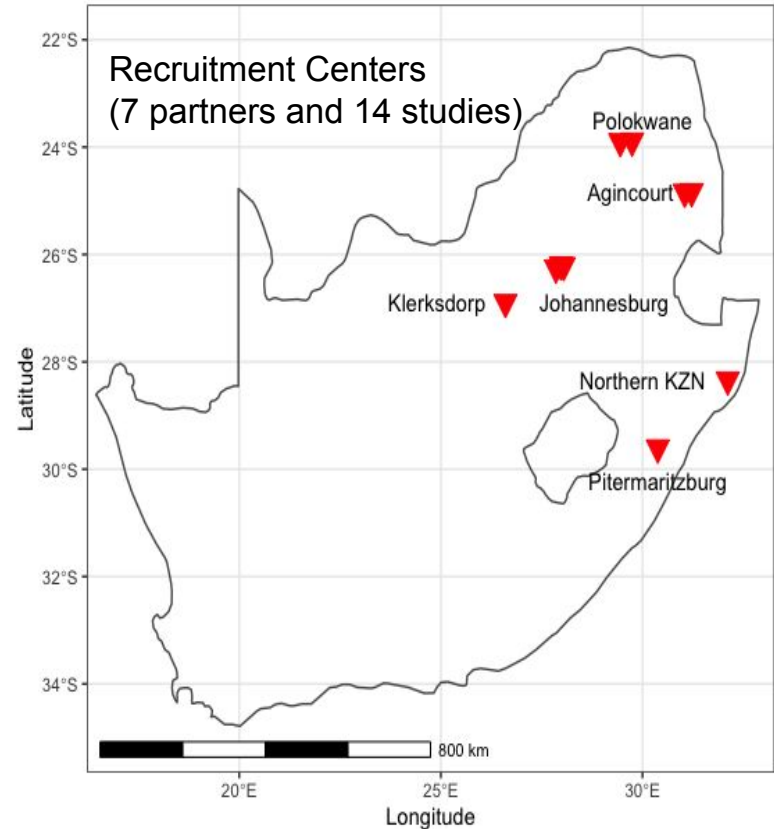 Recruitment Centers
(7 partners and 14 studies)
22°S
Polokwane
24°S
Agincourt
26°S
Klerksdorp
Johannesburg
28°S
Northern KZN
30°S
Pitermaritzburg
32°S
34°S
800 km
20°E
25°E
30°E
Longitude
Latitude